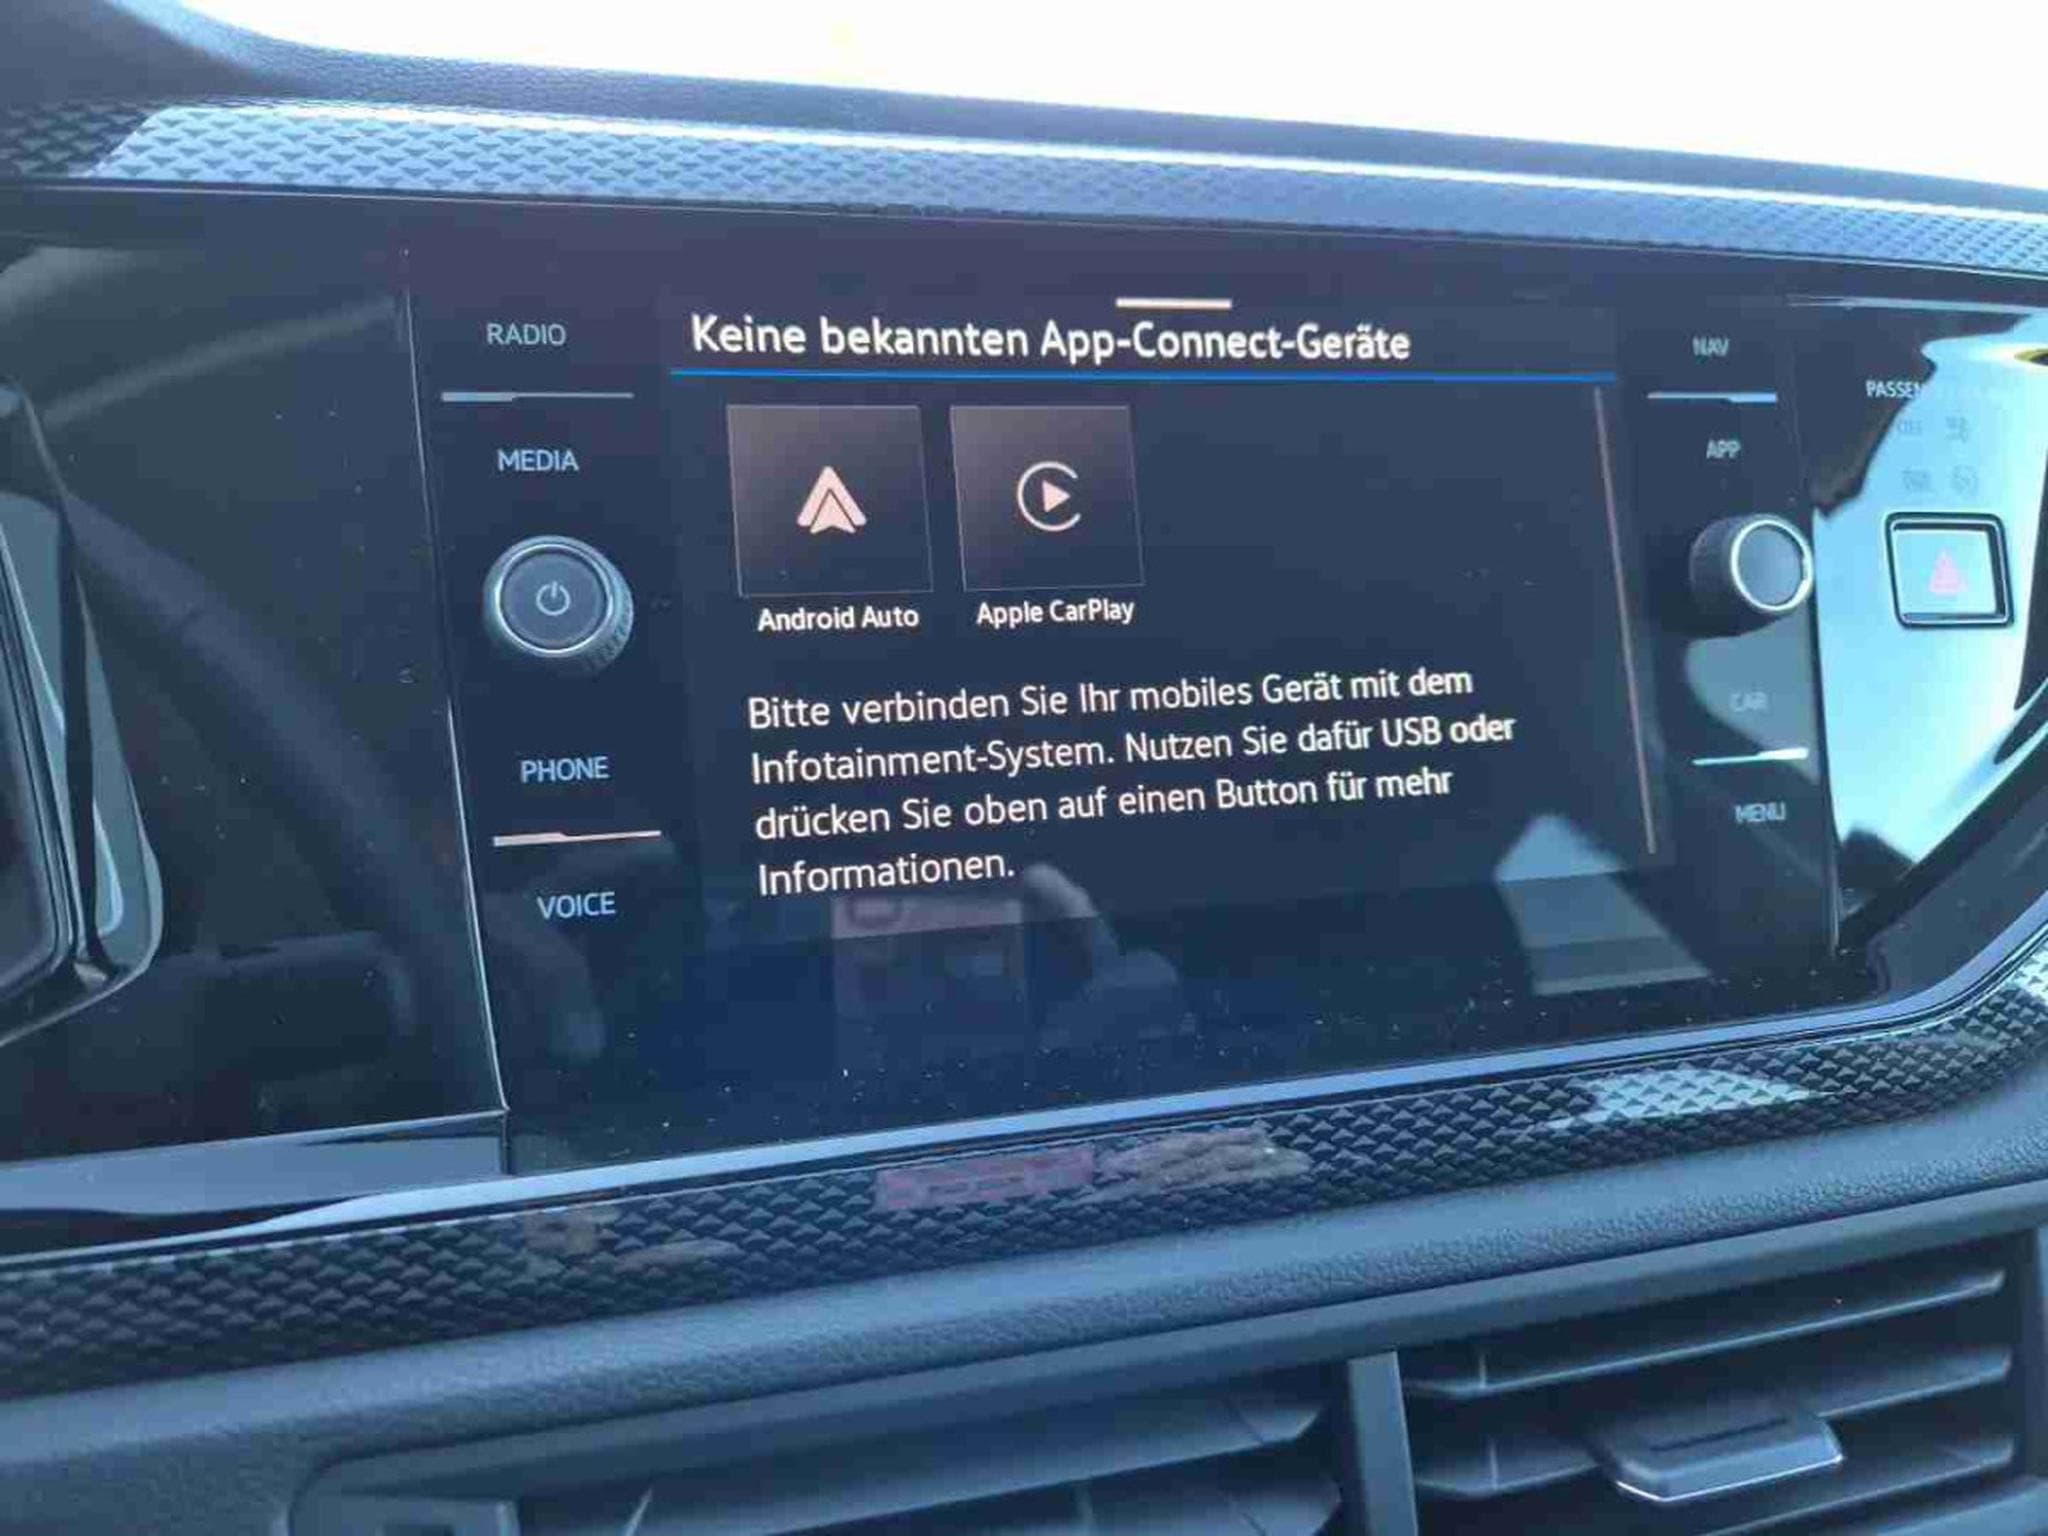 RADIO
MEDIA
PHONE
VOICE
Keine bekannten App-Connect-Geräte
Android Auto
Apple CarPlay
Bitte verbinden Sie Ihr mobiles Gerät mit dem
Infotainment-System. Nutzen Sie dafür USB oder
drücken Sie oben auf einen Button für mehr
Informationen.
NAV
APP
CAR
MENU
PASSEN